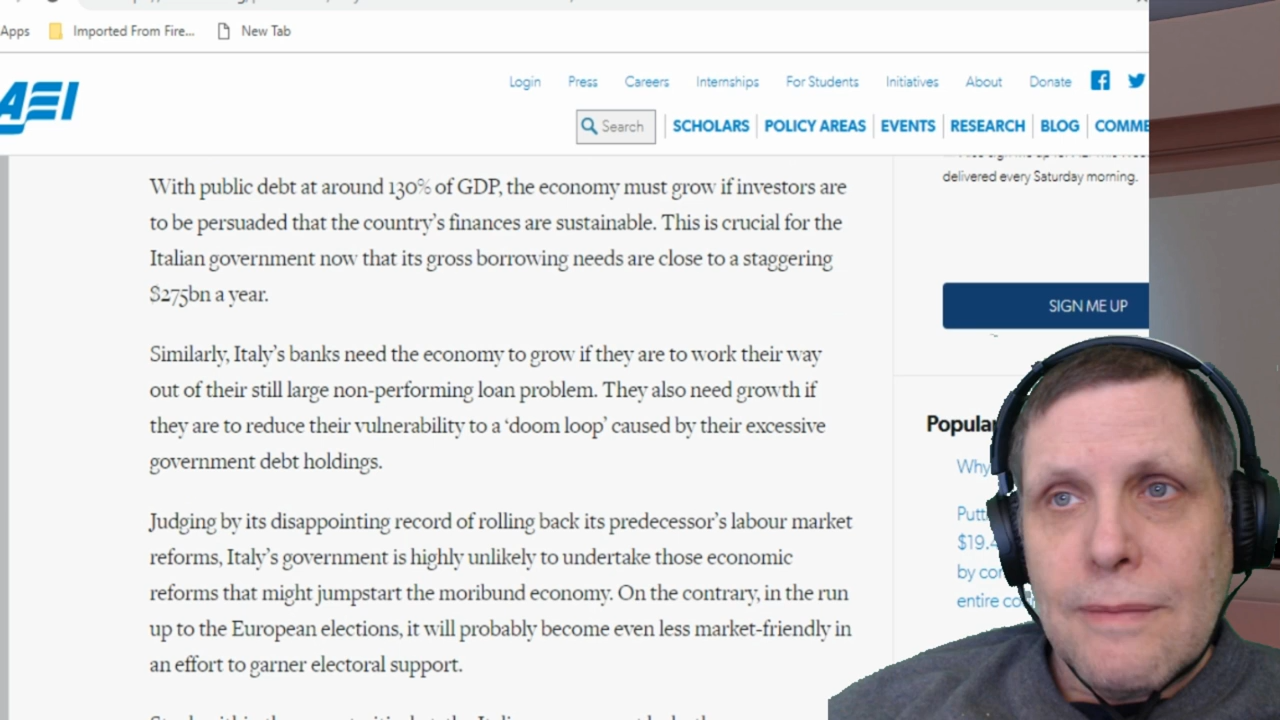 Apps Imported From Fire... New Tab
AEI
Login Press Careers Internships For Students Initiatives About Donate
Search SCHOLARS POLICY AREAS EVENTS RESEARCH BLOG COMME
delivered every Saturday morning.
With public debt at around 130% of GDP, the economy must grow if investors are
to be persuaded that the country's finances are sustainable. This is crucial for the
Italian government now that its gross borrowing needs are close to a staggering
$275bn a year.
SIGN ME UP
Similarly, Italy's banks need the economy to grow if they are to work their way
out of their still large non-performing loan problem. They also need growth if
they are to reduce their vulnerability to a 'doom loop' caused by their excessive
government debt holdings.
Popular
Why
Putt
$19.4
by con
entire co
Judging by its disappointing record of rolling back its predecessor's labour market
reforms, Italy's government is highly unlikely to undertake those economic
reforms that might jumpstart the moribund economy. On the contrary, in the run
up to the European elections, it will probably become even less market-friendly in
an effort to garner electoral support.